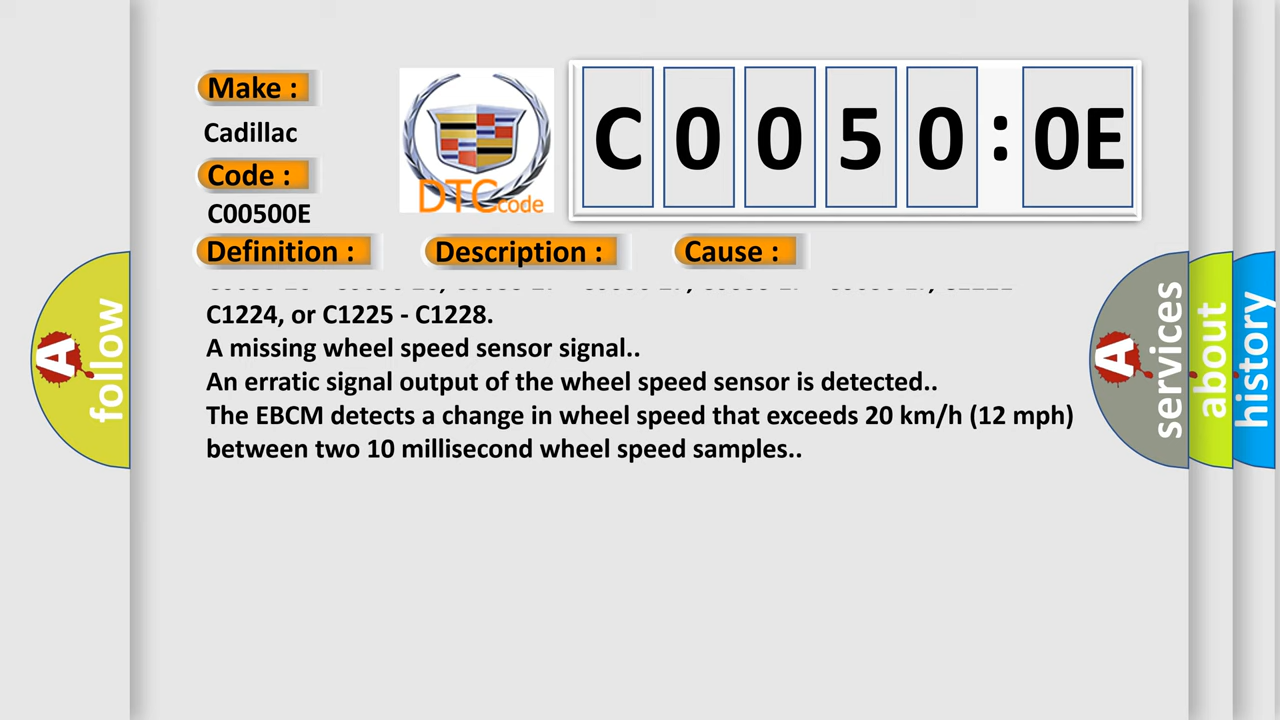 Make :
Cadillac
Code :
C00500E
DTC code
C0050:0E
Definition :
Description :
Cause :
C1224, or C1225 - C1228.
A missing wheel speed sensor signal..
An erratic signal output of the wheel speed sensor is detected..
The EBCM detects a change in wheel speed that exceeds 20 km/h (12 mph)
between two 10 millisecond wheel speed samples..
A follow
A services
about
history